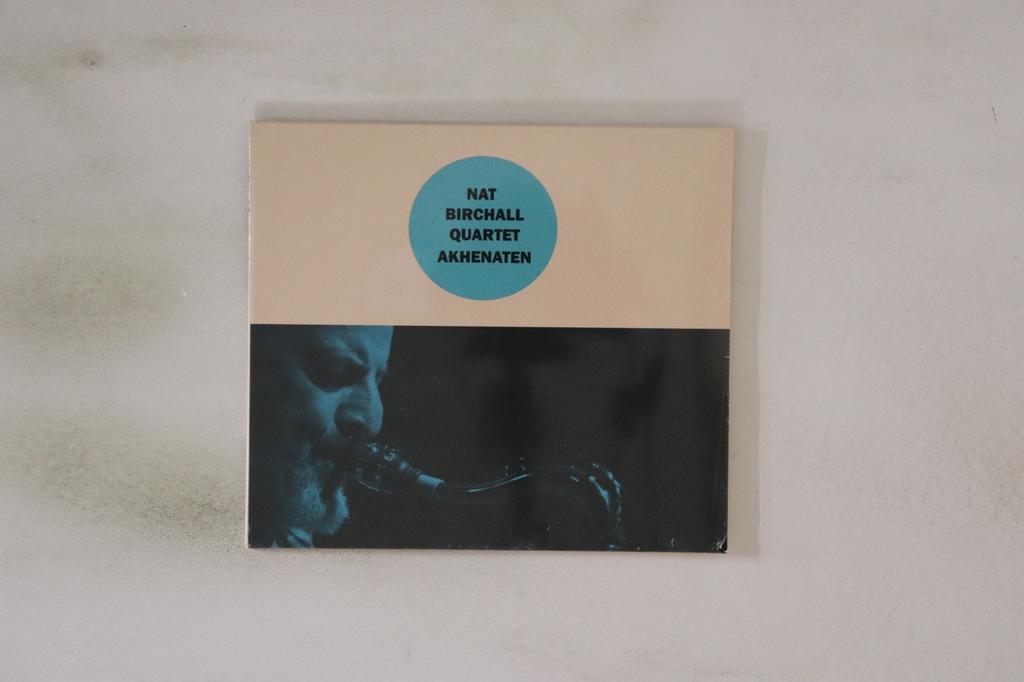 NAT
BIRCHALL
QUARTET
AKHENATEN